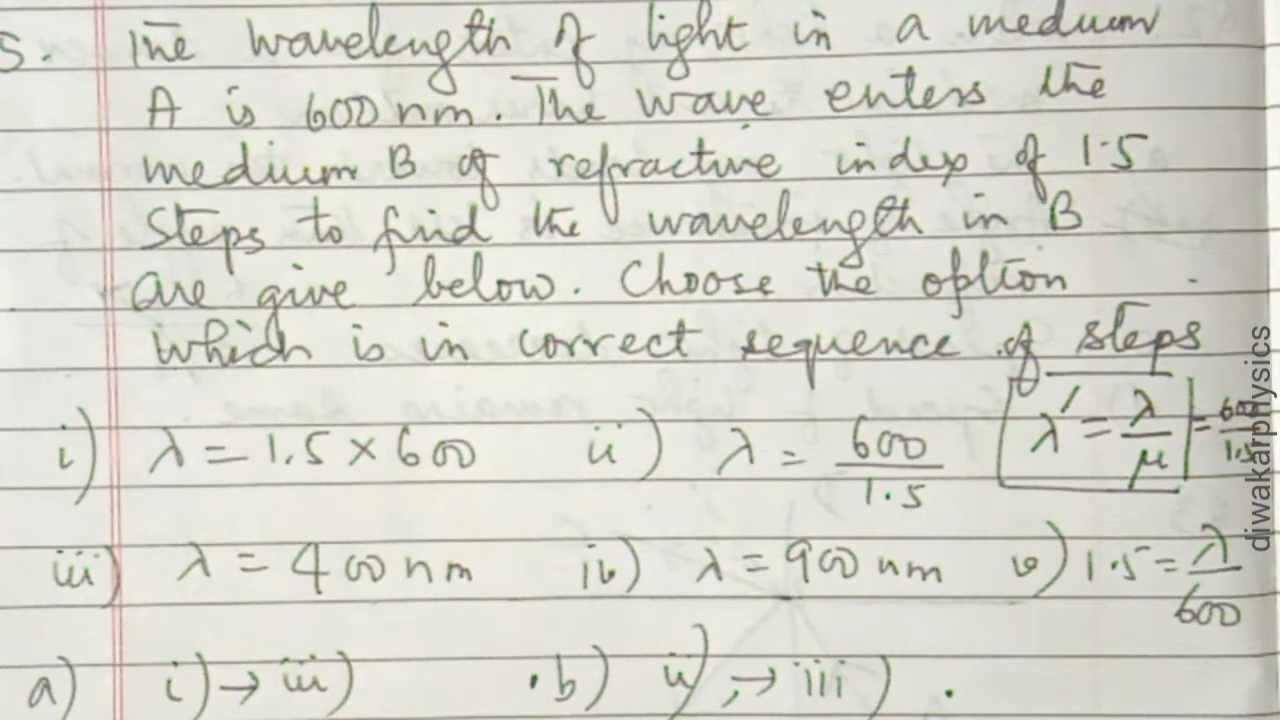 5. The wavelength of light in a medium
A is 600 nm. The wave enters the
medium B of refractive index of 1.5
Steps to find the wavelength in B
are give below. Choose the option
which is in correct sequence of steps
i) λ = 1.5 × 600 ii) λ = 600/1.5 λ' = λ/μ = 600/1.5
iii) λ = 400 nm iv) λ = 900 nm v) 1.5 = λ/600
a) i) → iii) b) ii) → iii)
diwakarphysics